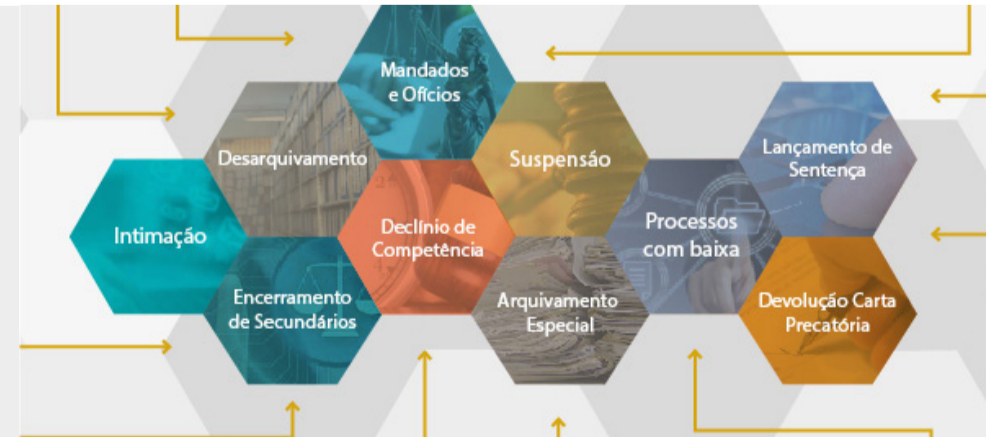 Mandados
e Ofícios
Desarquivamento
Suspensão
Lançamento de
Sentença
Intimação
Declínio de
Competência
Processos
com baixa
Encerramento
de Secundários
Arquivamento
Especial
Devolução Carta
Precatória